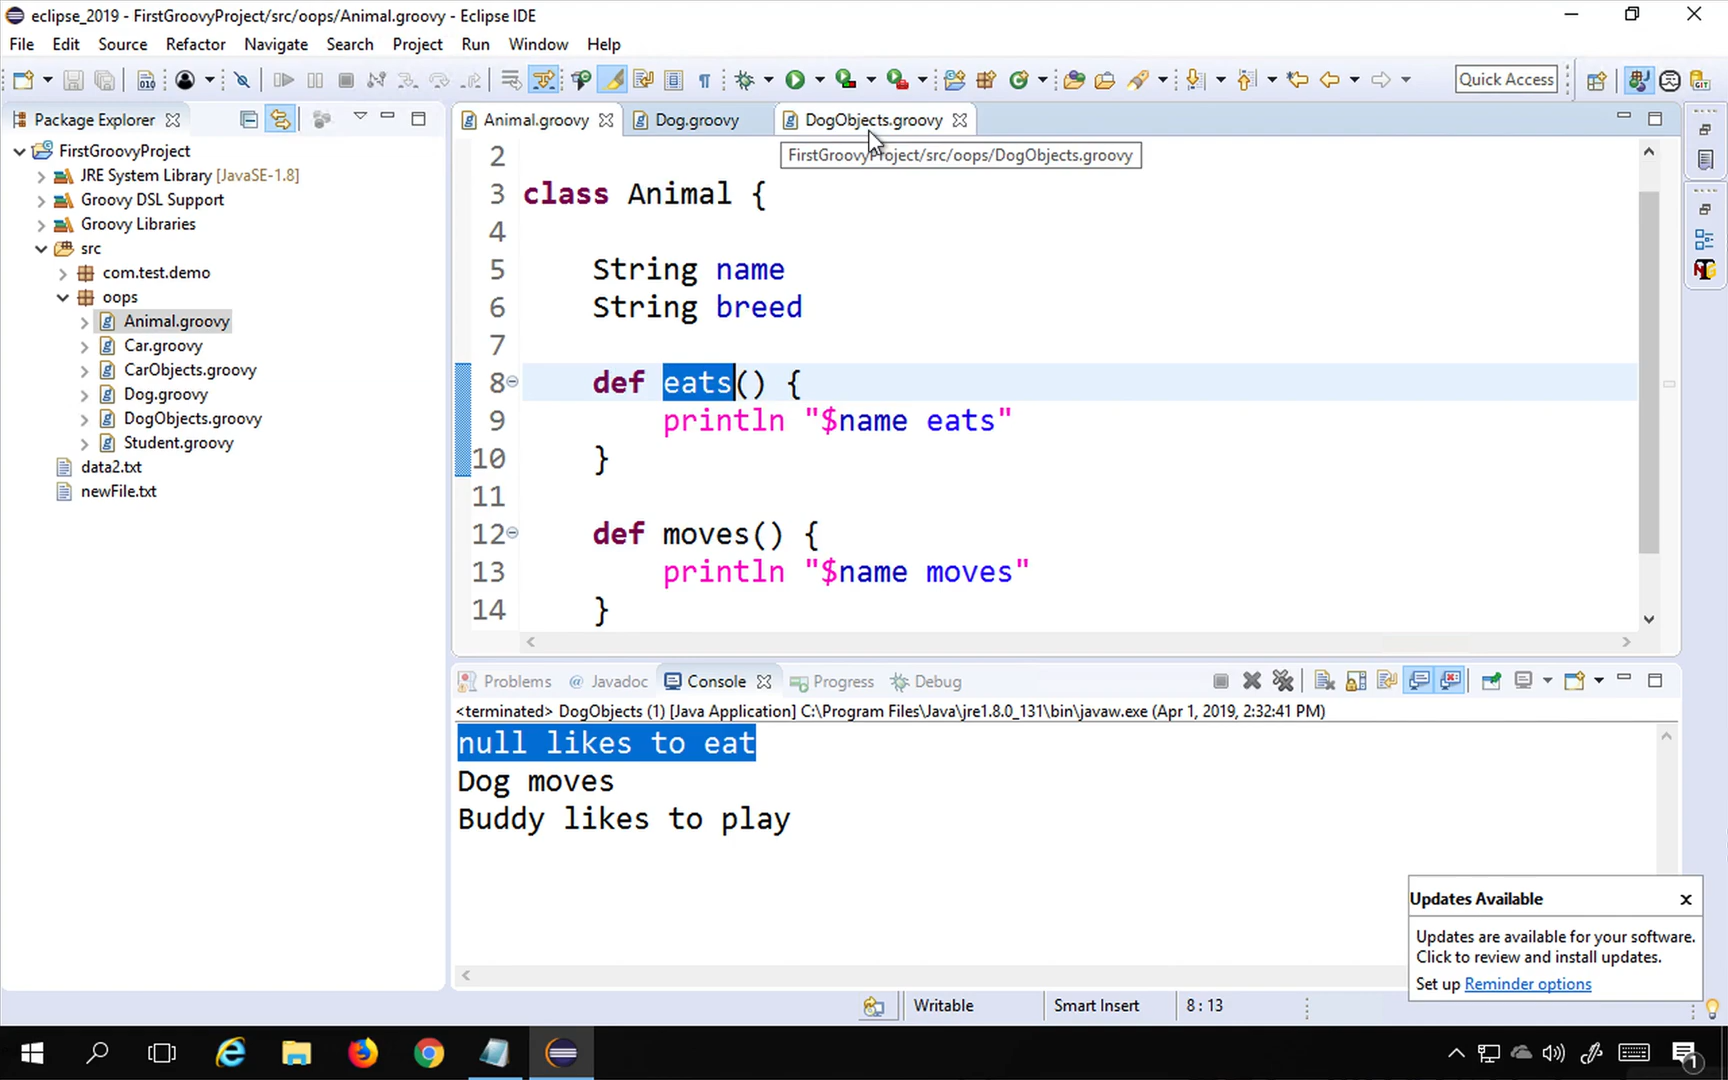 eclipse_2019 - FirstGroovyProject/src/oops/Animal.groovy - Eclipse IDE
File Edit Source Refactor Navigate Search Project Run Window Help
Quick Access
Package Explorer
Animal.groovy
Dog.groovy
DogObjects.groovy
FirstGroovyProject/src/oops/DogObjects.groovy
FirstGroovyProject
JRE System Library [JavaSE-1.8]
Groovy DSL Support
Groovy Libraries
src
com.test.demo
oops
Animal.groovy
Car.groovy
CarObjects.groovy
Dog.groovy
DogObjects.groovy
Student.groovy
data2.txt
newFile.txt
2
3 class Animal {
4
5 String name
6 String breed
7
8 def eats() {
9 println "$name eats"
10 }
11
12 def moves() {
13 println "$name moves"
14 }
Problems @ Javadoc Console Progress Debug
<terminated> DogObjects (1) [Java Application] C:\Program Files\Java\jre1.8.0_131\bin\javaw.exe (Apr 1, 2019, 2:32:41 PM)
null likes to eat
Dog moves
Buddy likes to play
Updates Available
Updates are available for your software.
Click to review and install updates.
Set up Reminder options
Writable Smart Insert 8 : 13
1